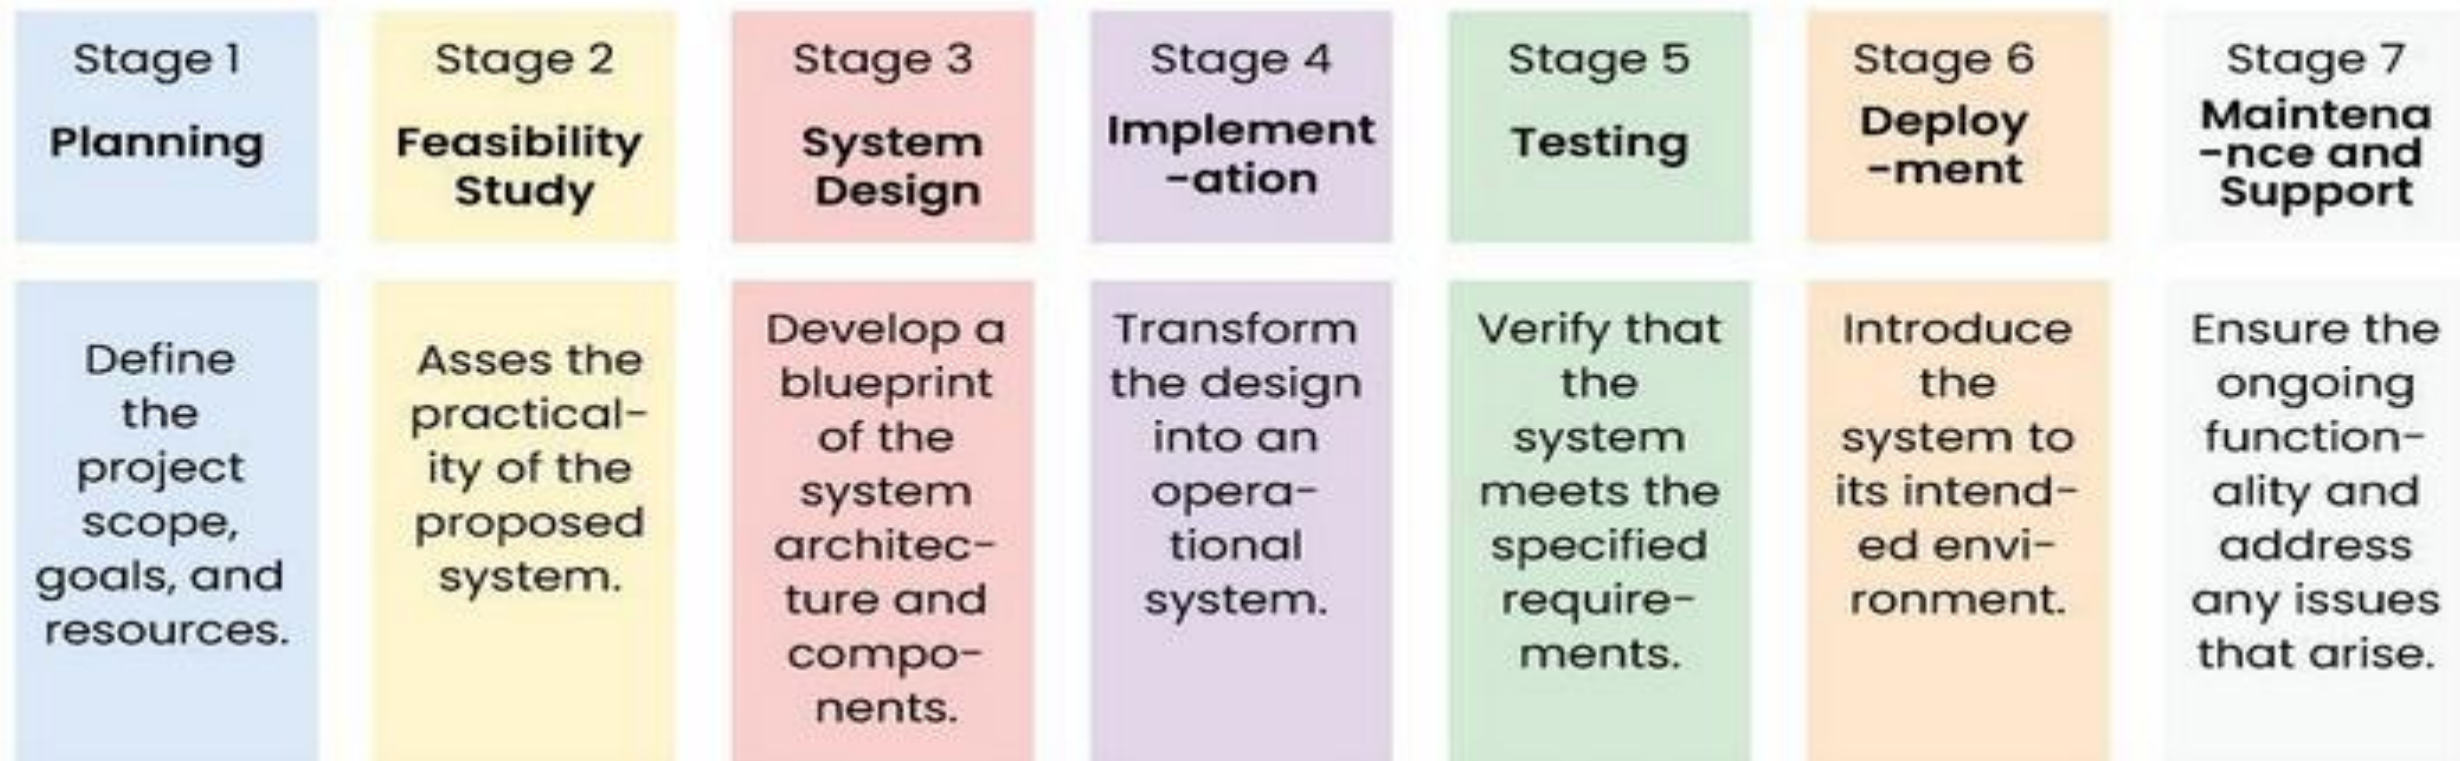 Stage 1
Planning
Define
the
project
scope,
goals, and
resources.
Stage 2
Feasibility
Study
Asses the
practical-
ity of the
proposed
system.
Stage 3
System
Design
Develop a
blueprint
of the
system
architec-
ture and
compo-
nents.
Stage 4
Implement
-ation
Transform
the design
into an
opera-
tional
system.
Stage 5
Testing
Verify that
the
system
meets the
specified
require-
ments.
Stage 6
Deploy
-ment
Introduce
the
system to
its intend-
ed envi-
ronment.
Stage 7
Maintena
-nce and
Support
Ensure the
ongoing
function-
ality and
address
any issues
that arise.